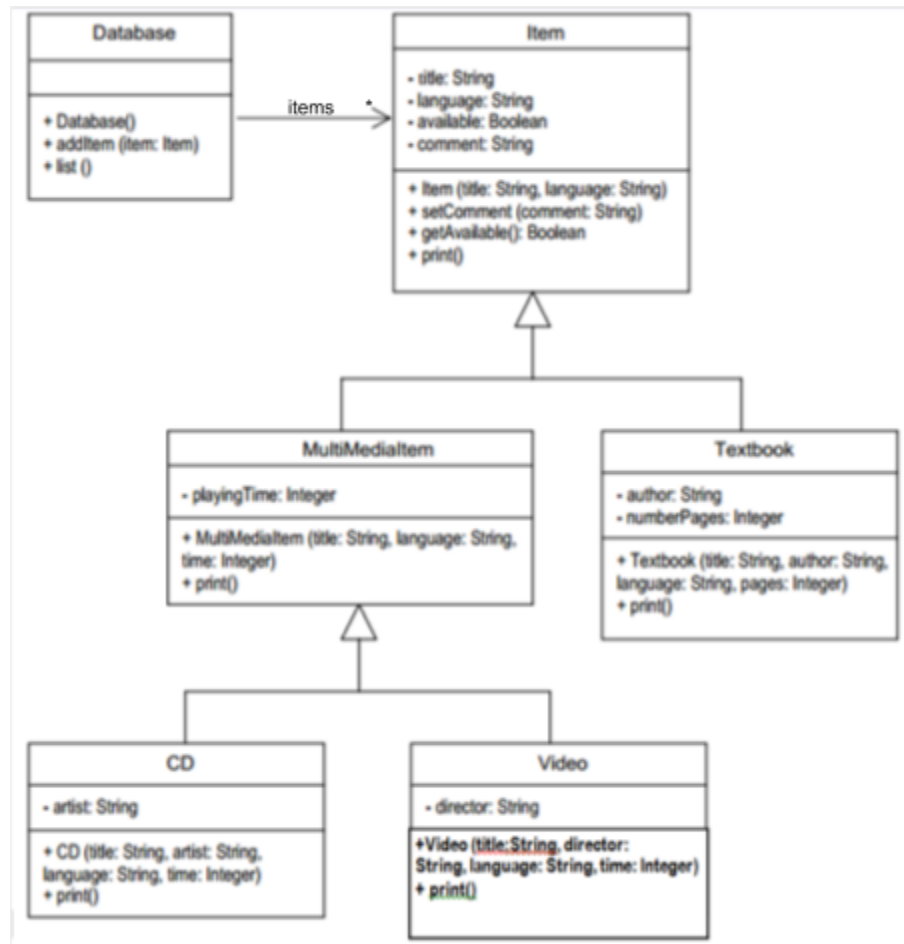 Database
+ Database()
+ addItem (item: Item)
+ list ()
items
*
Item
- title: String
- language: String
- available: Boolean
- comment: String
+ Item (title: String, language: String)
+ setComment (comment: String)
+ getAvailable(): Boolean
+ print()
MultiMediaItem
- playingTime: Integer
+ MultiMediaItem (title: String, language: String,
time: Integer)
+ print()
Textbook
- author: String
- numberPages: Integer
+ Textbook (title: String, author: String,
language: String, pages: Integer)
+ print()
CD
- artist: String
+ CD (title: String, artist: String,
language: String, time: Integer)
+ print()
Video
- director: String
+Video (title:String, director:
String, language: String, time: Integer)
+ print()